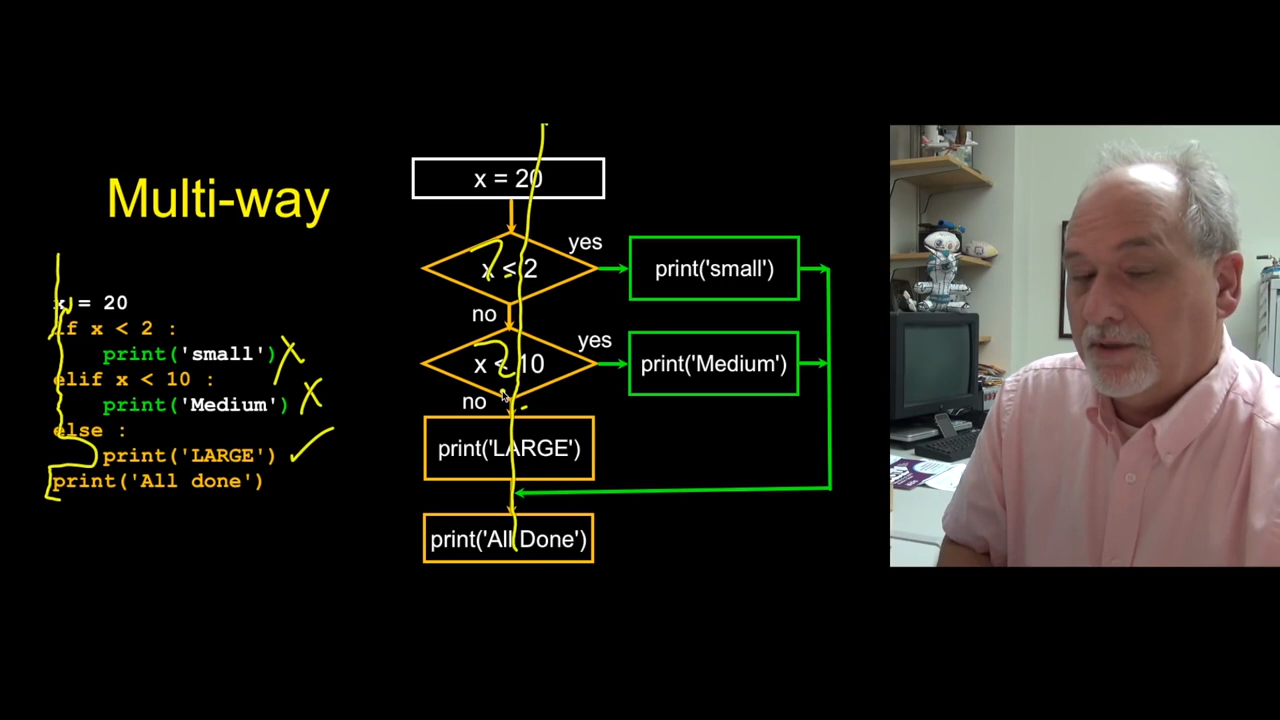 Multi-way
x = 20
if x < 2 :
print('small')
elif x < 10 :
print('Medium')
else :
print('LARGE')
print('All done')
x = 20
x < 2
yes
print('small')
no
x < 10
yes
print('Medium')
no
print('LARGE')
print('All Done')